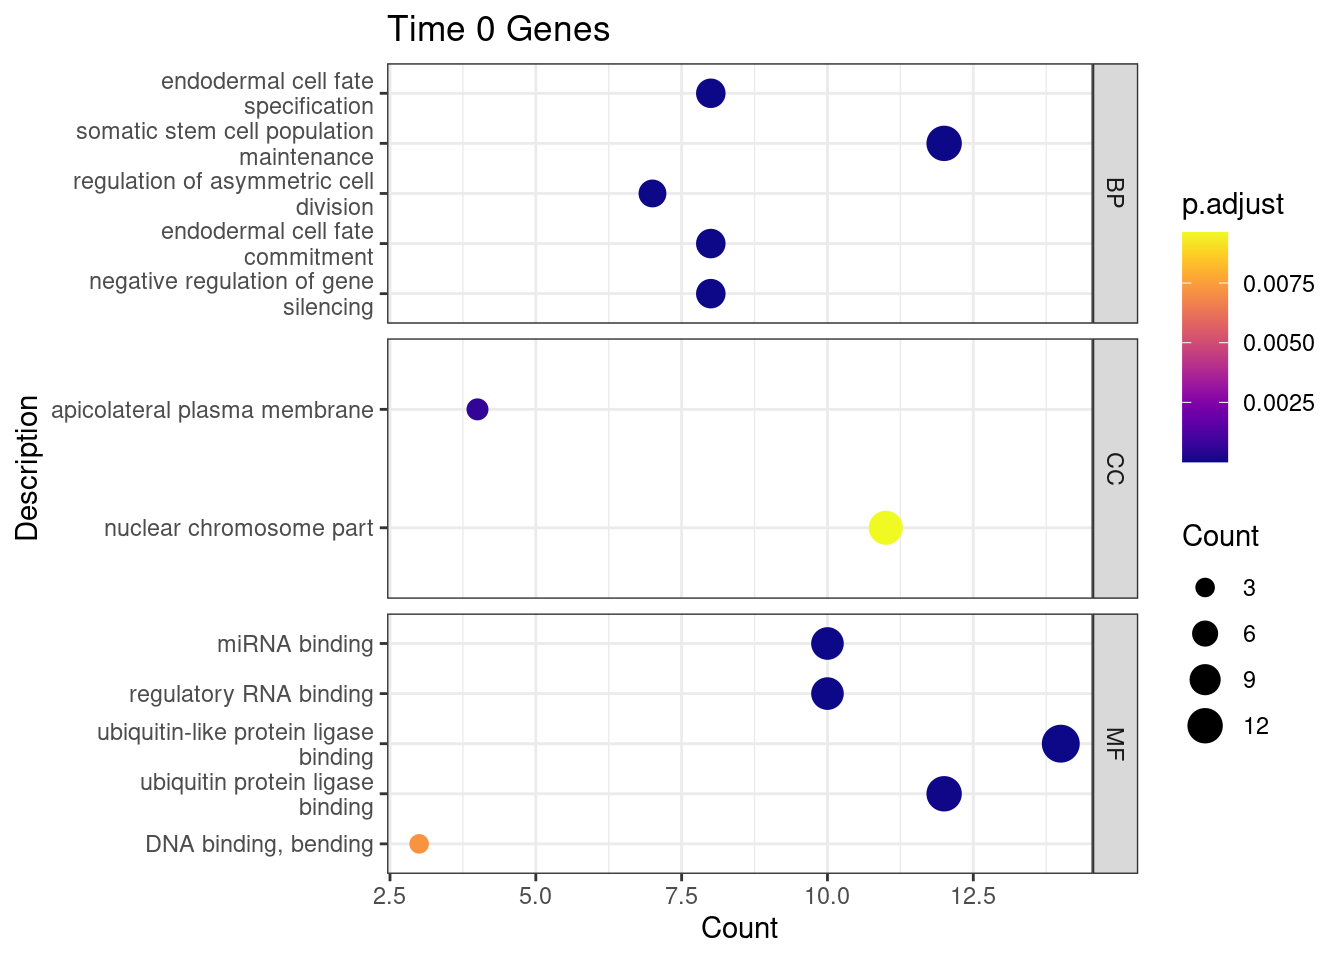 Time 0 Genes
endodermal cell fate
specification
somatic stem cell population
maintenance
regulation of asymmetric cell
division
endodermal cell fate
commitment
negative regulation of gene
silencing
BP
apicolateral plasma membrane
nuclear chromosome part
CC
miRNA binding
regulatory RNA binding
ubiquitin-like protein ligase
binding
ubiquitin protein ligase
binding
DNA binding, bending
MF
Description
2.5 5.0 7.5 10.0 12.5
Count
p.adjust
0.0075
0.0050
0.0025
Count
3
6
9
12